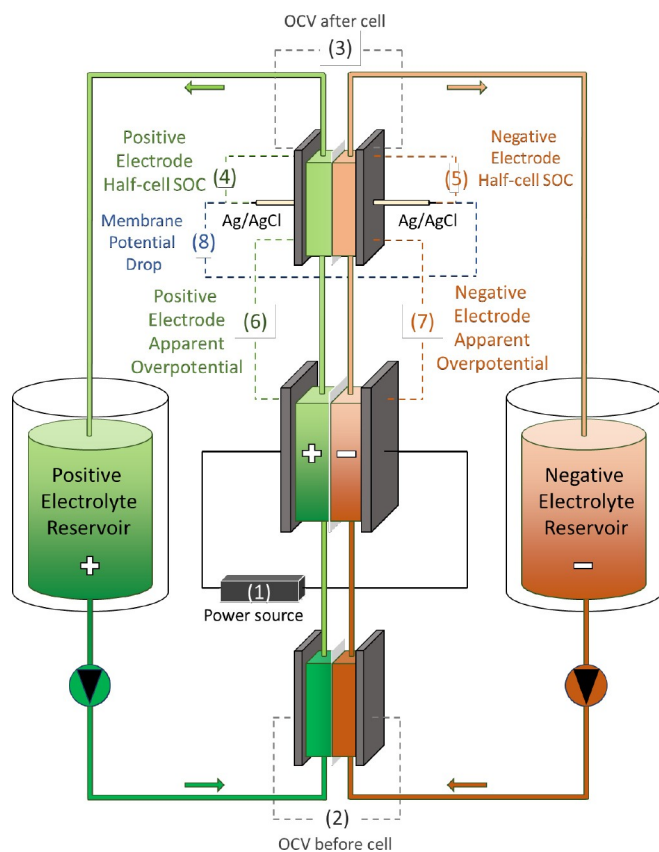 OCV after cell
(3)
Positive
Electrode
Half-cell SOC
(4)
Negative
Electrode
Half-cell SOC
(5)
Ag/AgCl
Ag/AgCl
Membrane
Potential
Drop
(8)
Positive
Electrode
Apparent
Overpotential
(6)
Negative
Electrode
Apparent
Overpotential
(7)
Positive
Electrolyte
Reservoir
+
+
−
Negative
Electrolyte
Reservoir
−
(1)
Power source
(2)
OCV before cell